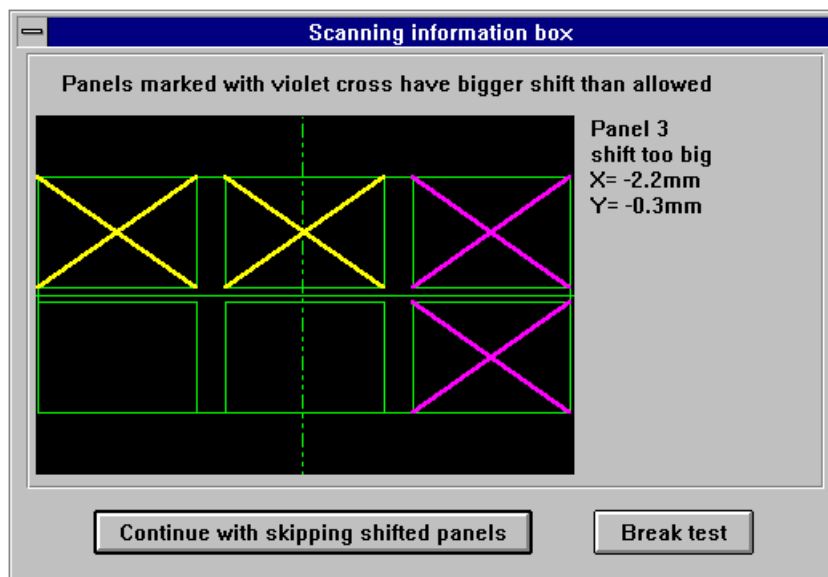 Scanning information box
Panels marked with violet cross have bigger shift than allowed
Panel 3
shift too big
X= -2.2mm
Y= -0.3mm
Continue with skipping shifted panels
Break test